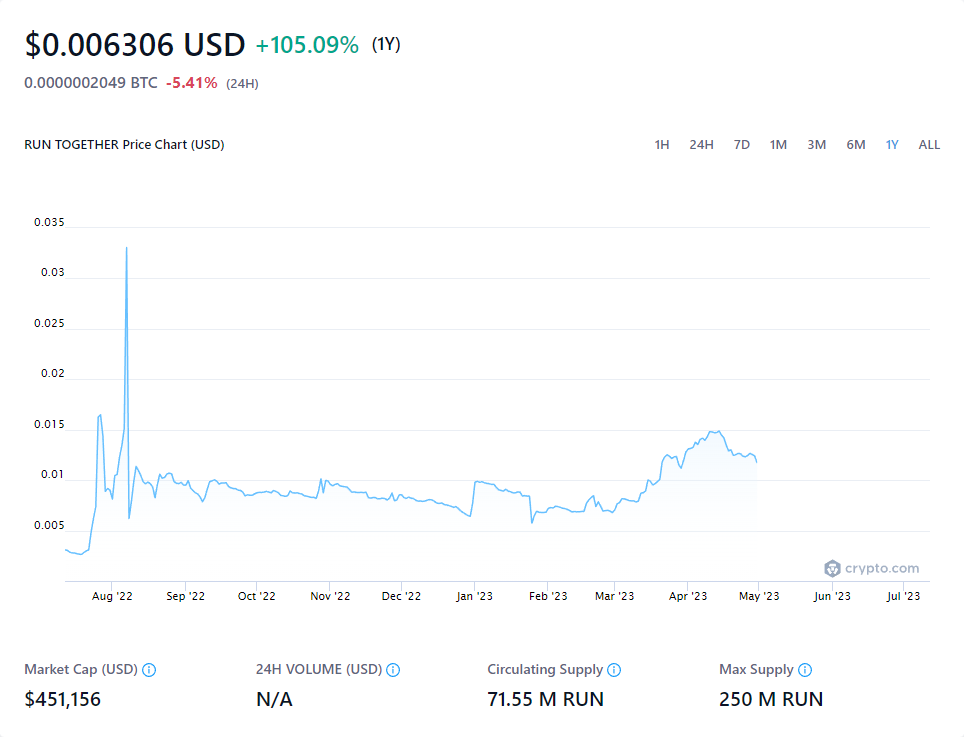 $0.006306 USD +105.09% (1Y)
0.0000002049 BTC -5.41% (24H)
RUN TOGETHER Price Chart (USD) 1H 24H 7D 1M 3M 6M 1Y ALL
0.035
0.03
0.025
0.02
0.015
0.01
0.005
crypto.com
Aug '22 Sep '22 Oct '22 Nov '22 Dec '22 Jan '23 Feb '23 Mar '23 Apr '23 May '23 Jun '23 Jul '23
Market Cap (USD) 24H VOLUME (USD) Circulating Supply Max Supply
$451,156 N/A 71.55 M RUN 250 M RUN